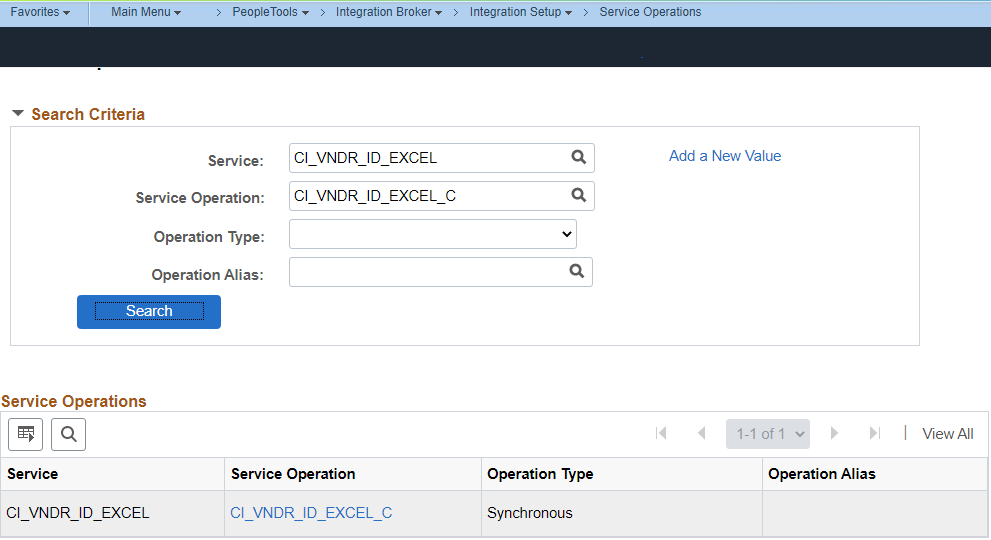 Favorites Main Menu > PeopleTools > Integration Broker > Integration Setup > Service Operations
Search Criteria
Service: CI_VNDR_ID_EXCEL Add a New Value
Service Operation: CI_VNDR_ID_EXCEL_C
Operation Type:
Operation Alias:
Search
Service Operations
1-1 of 1 | View All
Service Service Operation Operation Type Operation Alias
CI_VNDR_ID_EXCEL CI_VNDR_ID_EXCEL_C Synchronous